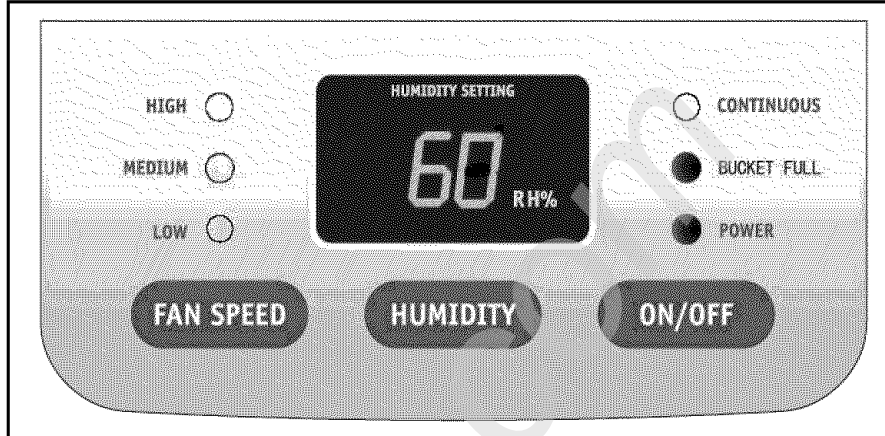 HUMIDITY SETTING
HIGH
60
CONTINUOUS
MEDIUM
RH%
BUCKET FULL
LOW
POWER
FAN SPEED
HUMIDITY
ON/OFF